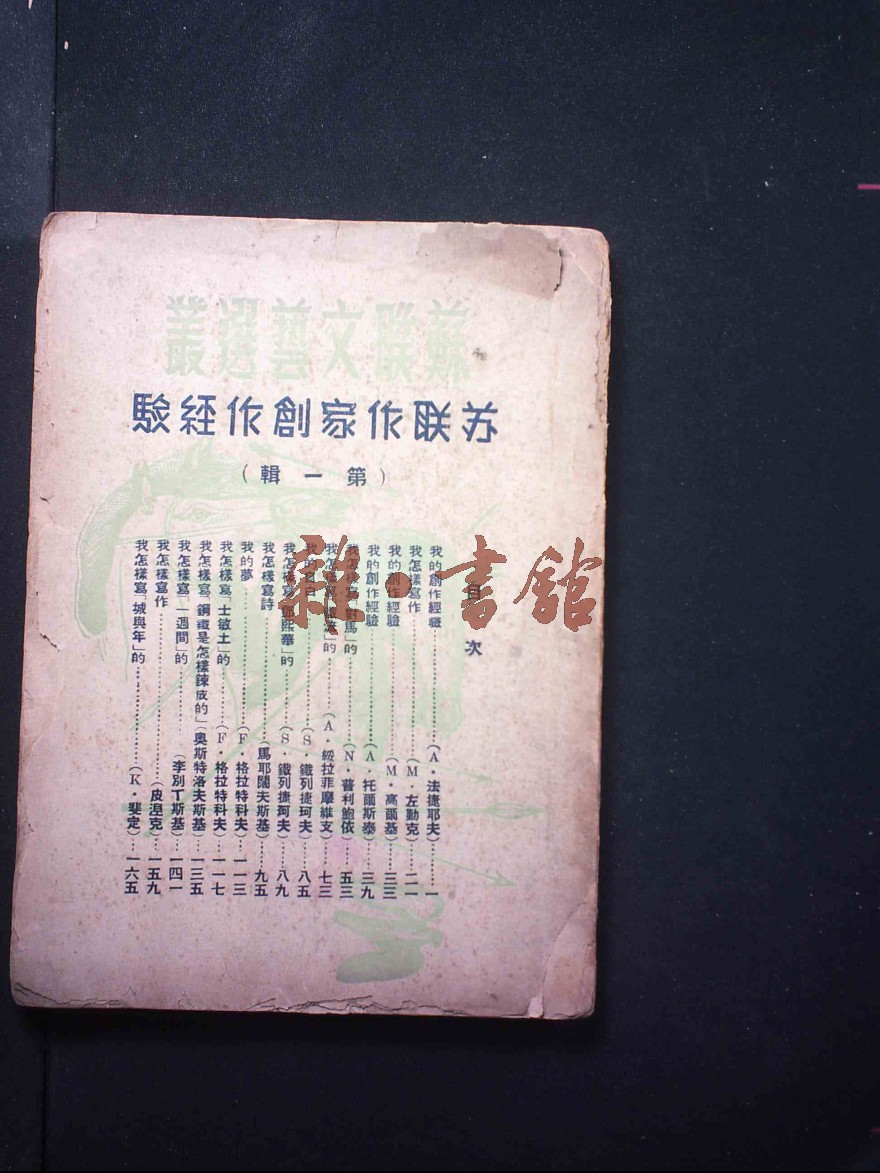 蘇聯文藝選叢
苏联作家創作经驗
（第一輯）
目次
我的創作經驗…………（A·法捷耶夫）…………一
我怎樣寫作…………（M·左勤克）……二一
我的創作經驗…………（M·高爾基）……三三
我的創作經驗…………（A·托爾斯泰）……三九
我怎樣寫「對馬」的…………（N·普利鮑依）……五三
我怎樣寫的…………（A·綏拉菲摩維支）……七三
我的自白…………（S·鐵列捷珂夫）……八五
我怎樣寫「鄧熙華」的…………（S·鐵列捷珂夫）……八九
我怎樣寫詩…………（馬耶闊夫斯基）……九五
我的夢…………（F·格拉特科夫）……一一三
我怎樣寫「士敏土」的…………（F·格拉特科夫）……一一七
我怎樣寫「鋼鐵是怎樣鍊成的」（奧斯特洛夫斯基）……一三五
我怎樣寫「一週間」的…………（李別丁斯基）……一四一
我怎樣寫作…………（皮涅克）……一五九
我怎樣寫「城與年」的…………（K·斐定）……一六五
雜·書館